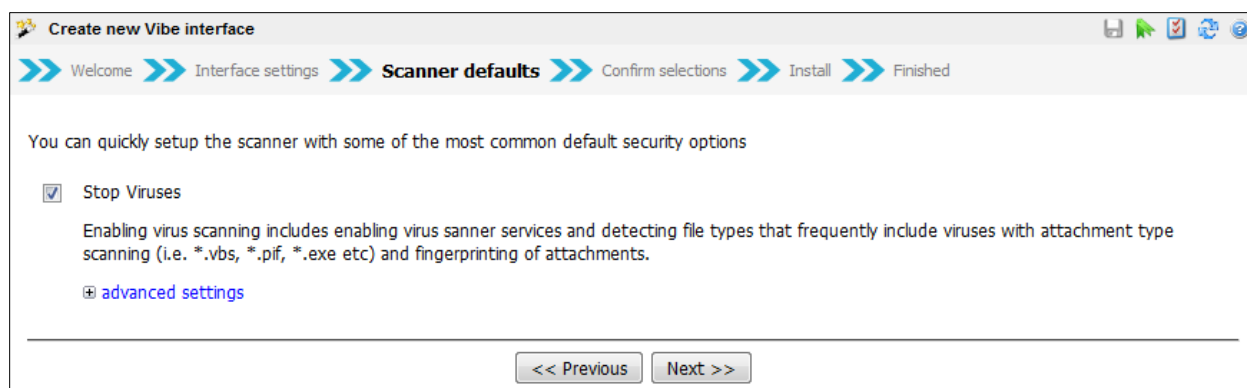 Create new Vibe interface
Welcome Interface settings Scanner defaults Confirm selections Install Finished
You can quickly setup the scanner with some of the most common default security options
Stop Viruses
Enabling virus scanning includes enabling virus sanner services and detecting file types that frequently include viruses with attachment type
scanning (i.e. *.vbs, *.pif, *.exe etc) and fingerprinting of attachments.
advanced settings
<< Previous Next >>